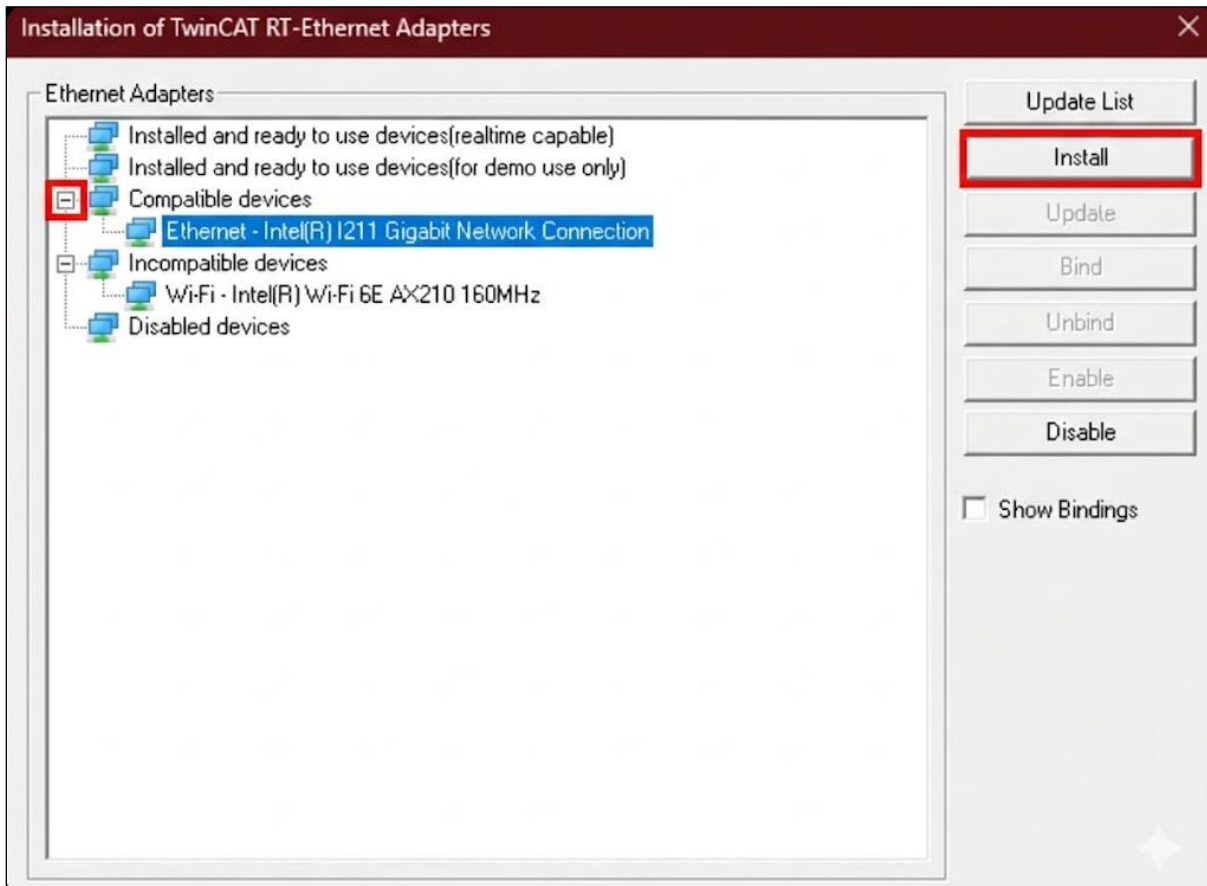 Installation of TwinCAT RT-Ethernet Adapters
Ethernet Adapters
Installed and ready to use devices(realtime capable)
Installed and ready to use devices(for demo use only)
Compatible devices
Ethernet - Intel(R) I211 Gigabit Network Connection
Incompatible devices
Wi-Fi - Intel(R) Wi-Fi 6E AX210 160MHz
Disabled devices
Update List
Install
Update
Bind
Unbind
Enable
Disable
Show Bindings